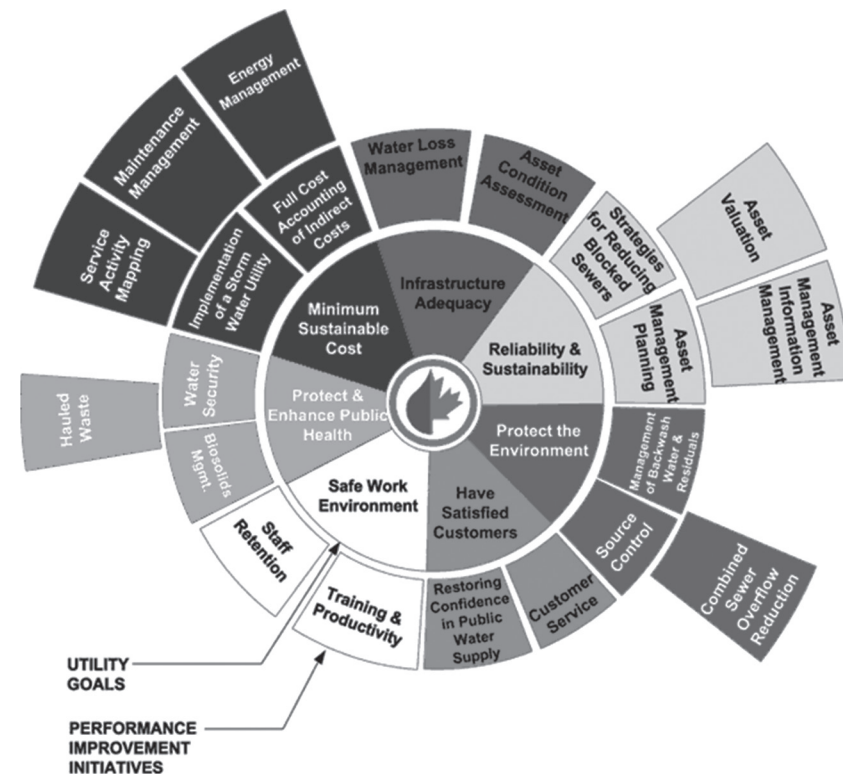 Energy
Management
Maintenance
Management
Service
Activity
Mapping
Full Cost
Accounting
of Indirect
Costs
Implementation
of a Storm
Water Utility
Water Loss
Management
Asset
Condition
Assessment
Strategies
for Reducing
Blocked
Sewers
Asset
Management
Planning
Asset
Valuation
Asset
Management
Information
Management
Infrastructure
Adequacy
Minimum
Sustainable
Cost
Reliability &
Sustainability
Protect &
Enhance Public
Health
Protect the
Environment
Safe Work
Environment
Have
Satisfied
Customers
Water
Security
Biosolids
Mgmt.
Hauled
Waste
Management
of Backwash
Water &
Residuals
Source
Control
Combined
Sewer
Overflow
Reduction
Staff
Retention
Training &
Productivity
Restoring
Confidence
in Public
Water
Supply
Customer
Service
UTILITY
GOALS
PERFORMANCE
IMPROVEMENT
INITIATIVES